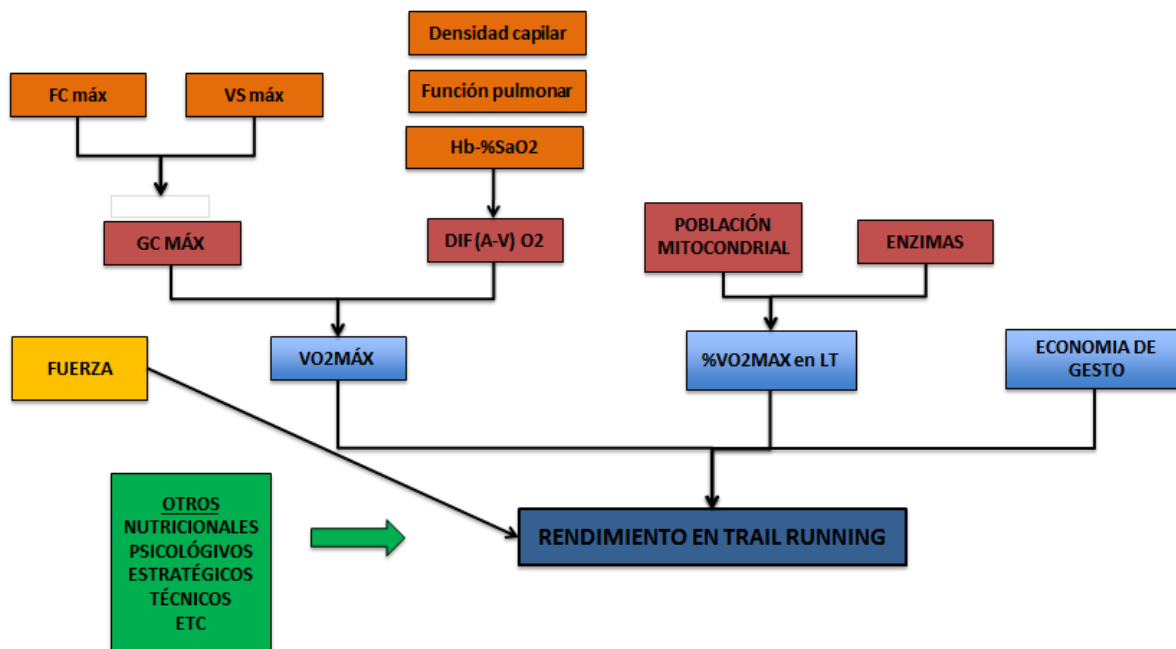 Densidad capilar
FC máx
VS máx
Función pulmonar
Hb-%SaO2
GC MÁX
DIF(A-V) O2
POBLACIÓN
MITOCONDRIAL
ENZIMAS
FUERZA
VO2MÁX
%VO2MAX en LT
ECONOMIA DE
GESTO
OTROS
NUTRICIONALES
PSICOLÓGIVOS
ESTRATÉGICOS
TÉCNICOS
ETC
RENDIMIENTO EN TRAIL RUNNING